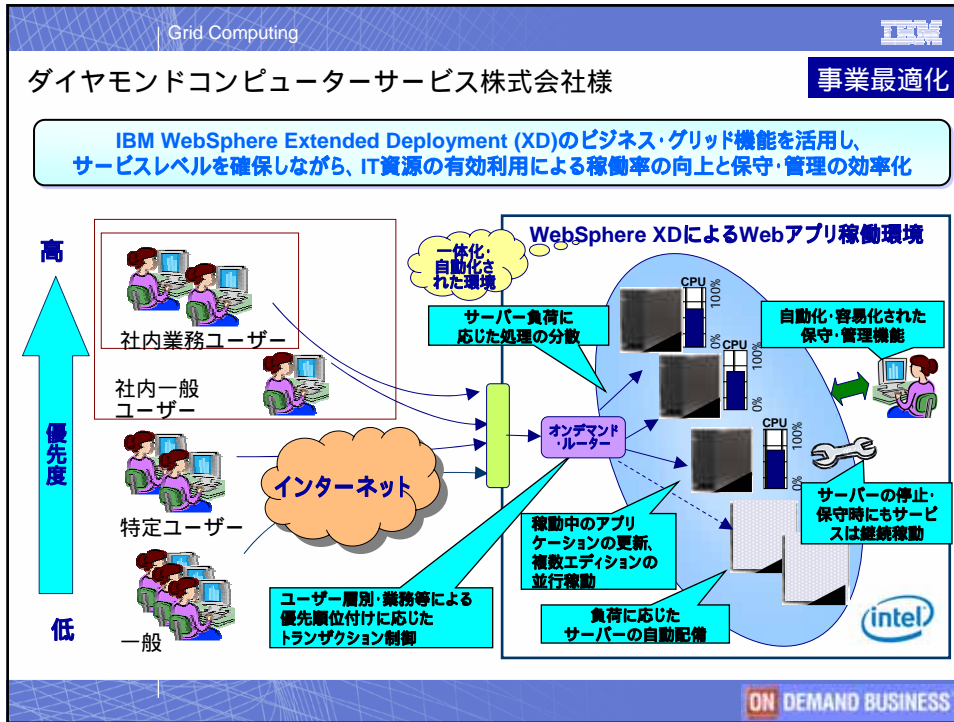 Grid Computing
IBM
ダイヤモンドコンピューターサービス株式会社様
事業最適化
IBM WebSphere Extended Deployment (XD)のビジネス・グリッド機能を活用し、
サービスレベルを確保しながら、IT資源の有効利用による稼働率の向上と保守・管理の効率化
高
優先度
低
社内業務ユーザー
社内一般
ユーザー
特定ユーザー
一般
インターネット
一体化・
自動化さ
れた環境
WebSphere XDによるWebアプリ稼働環境
サーバー負荷に
応じた処理の分散
CPU
100%
0%
CPU
100%
0%
CPU
100%
0%
自動化・容易化された
保守・管理機能
オンデマンド
・ルーター
サーバーの停止・
保守時にもサービ
スは継続稼動
稼動中のアプリ
ケーションの更新、
複数エディションの
並行稼動
ユーザー層別・業務等による
優先順位付けに応じた
トランザクション制御
負荷に応じた
サーバーの自動配備
intel
ON DEMAND BUSINESS